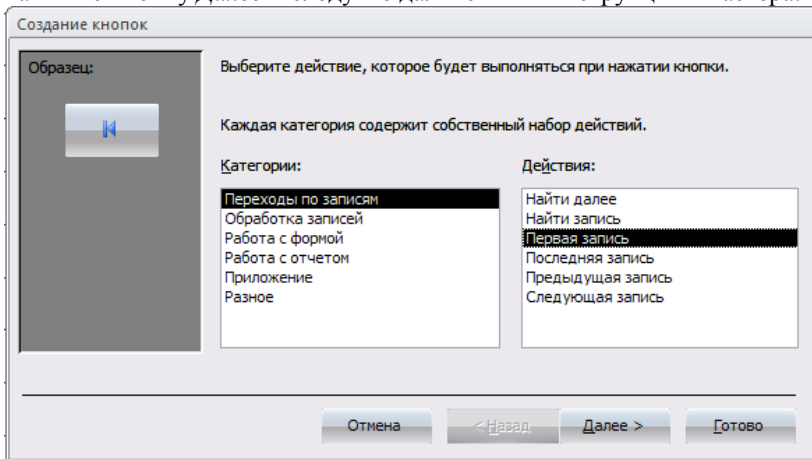 Создание кнопок
Образец:
Выберите действие, которое будет выполняться при нажатии кнопки.
Каждая категория содержит собственный набор действий.
Категории:
Действия:
Переходы по записям
Обработка записей
Работа с формой
Работа с отчетом
Приложение
Разное
Найти далее
Найти запись
Первая запись
Последняя запись
Предыдущая запись
Следующая запись
Отмена
< Назад
Далее >
Готово